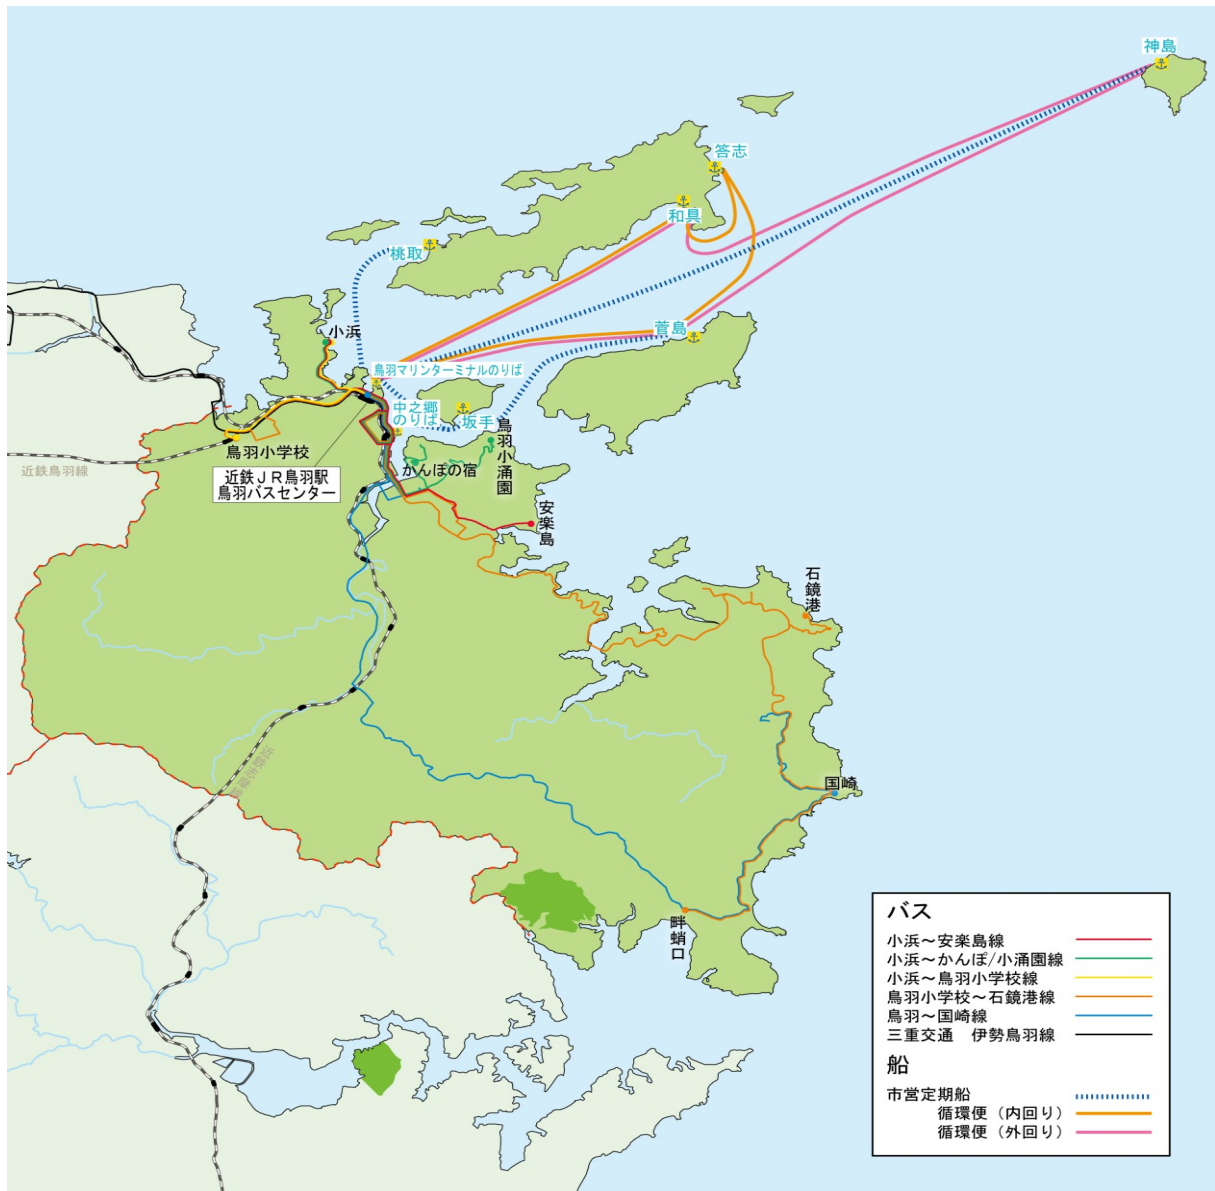 神島
答志
和具
桃取
菅島
小浜
鳥羽マリンターミナルのりば
中之郷
のりば
坂手
鳥羽小学校
近鉄鳥羽線
近鉄ＪＲ鳥羽駅
鳥羽バスセンター
かんぽの宿
鳥羽小涌園
安楽島
石鏡港
近鉄志摩線
国崎
畔蛸口
バス
小浜～安楽島線
小浜～かんぽ/小涌園線
小浜～鳥羽小学校線
鳥羽小学校～石鏡港線
鳥羽～国崎線
三重交通　伊勢鳥羽線
船
市営定期船
循環便（内回り）
循環便（外回り）